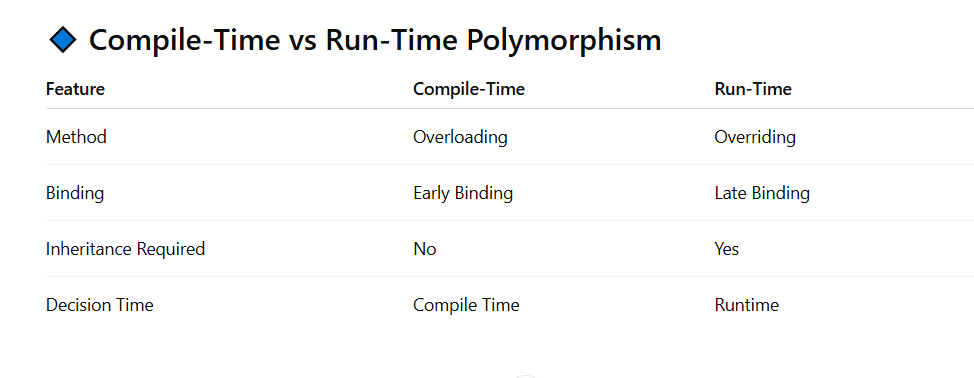 Compile-Time vs Run-Time Polymorphism
Feature Compile-Time Run-Time
Method Overloading Overriding
Binding Early Binding Late Binding
Inheritance Required No Yes
Decision Time Compile Time Runtime